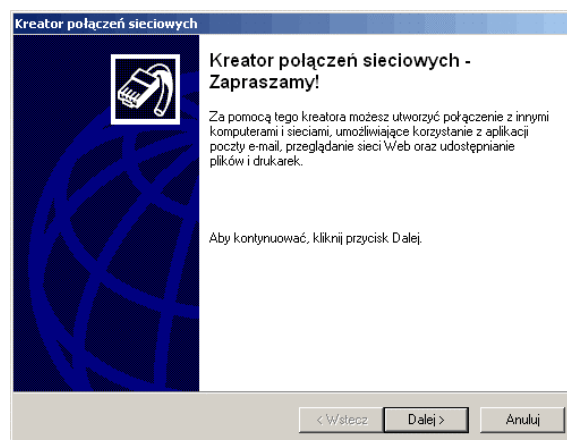 Kreator połączeń sieciowych
Kreator połączeń sieciowych -
Zapraszamy!
Za pomocą tego kreatora możesz utworzyć połączenie z innymi
komputerami i sieciami, umożliwiające korzystanie z aplikacji
poczty e-mail, przeglądanie sieci Web oraz udostępnianie
plików i drukarek.
Aby kontynuować, kliknij przycisk Dalej.
< Wstecz Dalej > Anuluj